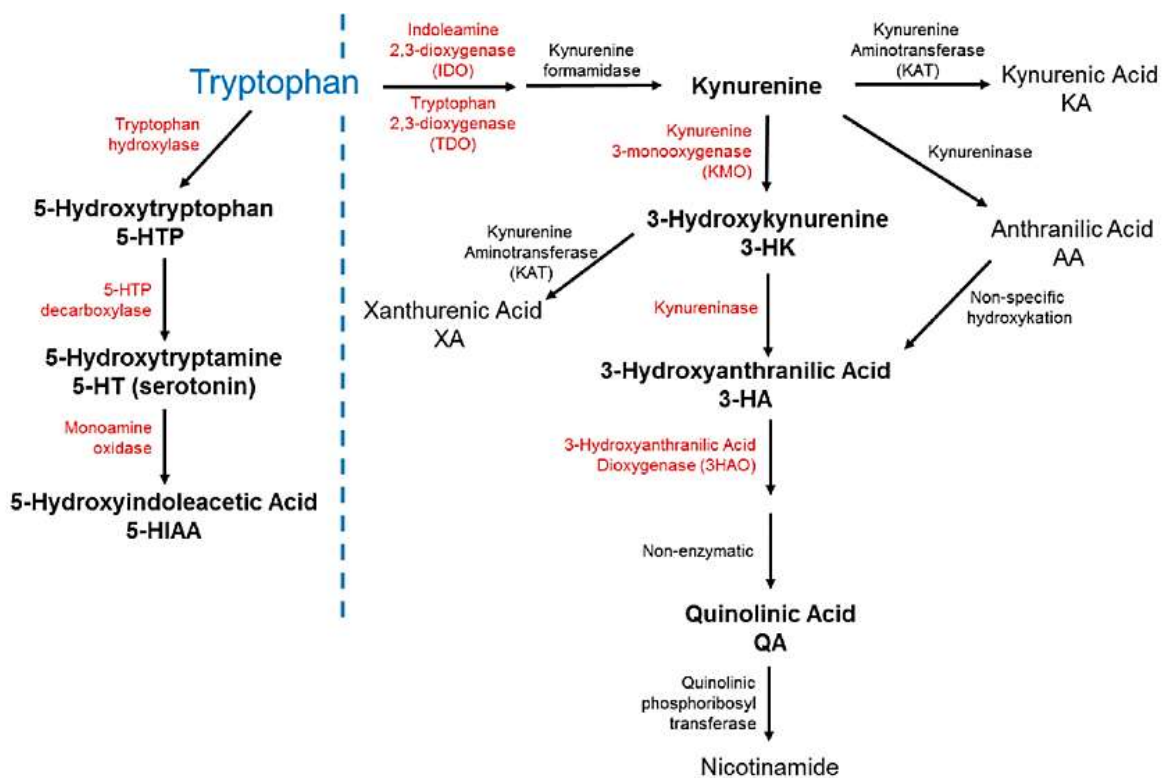 Tryptophan
Tryptophan
hydroxylase
5-Hydroxytryptophan
5-HTP
5-HTP
decarboxylase
5-Hydroxytryptamine
5-HT (serotonin)
Monoamine
oxidase
5-Hydroxyindoleacetic Acid
5-HIAA
Indoleamine
2,3-dioxygenase
(IDO)
Tryptophan
2,3-dioxygenase
(TDO)
Kynurenine
formamidase
Kynurenine
Kynurenine
Aminotransferase
(KAT)
Kynurenic Acid
KA
Kynurenine
3-monooxygenase
(KMO)
Kynureninase
Anthranilic Acid
AA
Non-specific
hydroxykation
3-Hydroxykynurenine
3-HK
Kynurenine
Aminotransferase
(KAT)
Xanthurenic Acid
XA
Kynureninase
3-Hydroxyanthranilic Acid
3-HA
3-Hydroxyanthranilic Acid
Dioxygenase (3HAO)
Non-enzymatic
Quinolinic Acid
QA
Quinolinic
phosphoribosyl
transferase
Nicotinamide